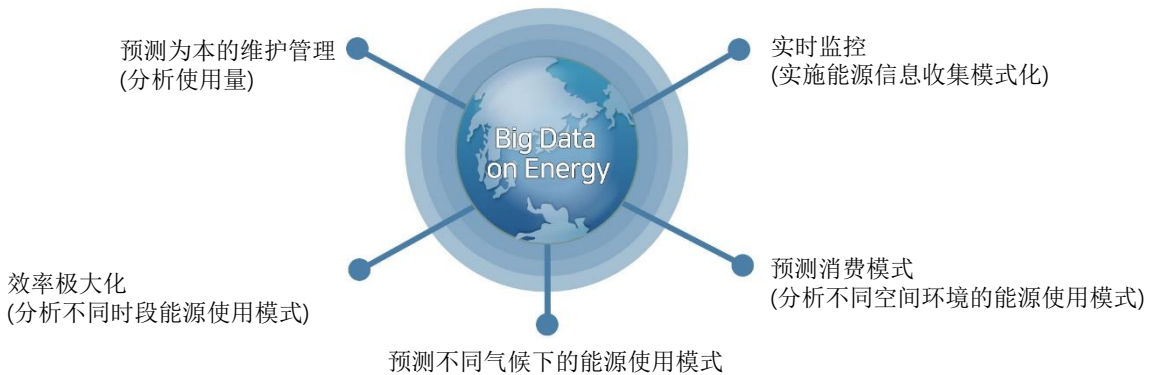 预测为本的维护管理
(分析使用量)
实时监控
(实施能源信息收集模式化)
Big Data
on Energy
效率极大化
(分析不同时段能源使用模式)
预测消费模式
(分析不同空间环境的能源使用模式)
预测不同气候下的能源使用模式